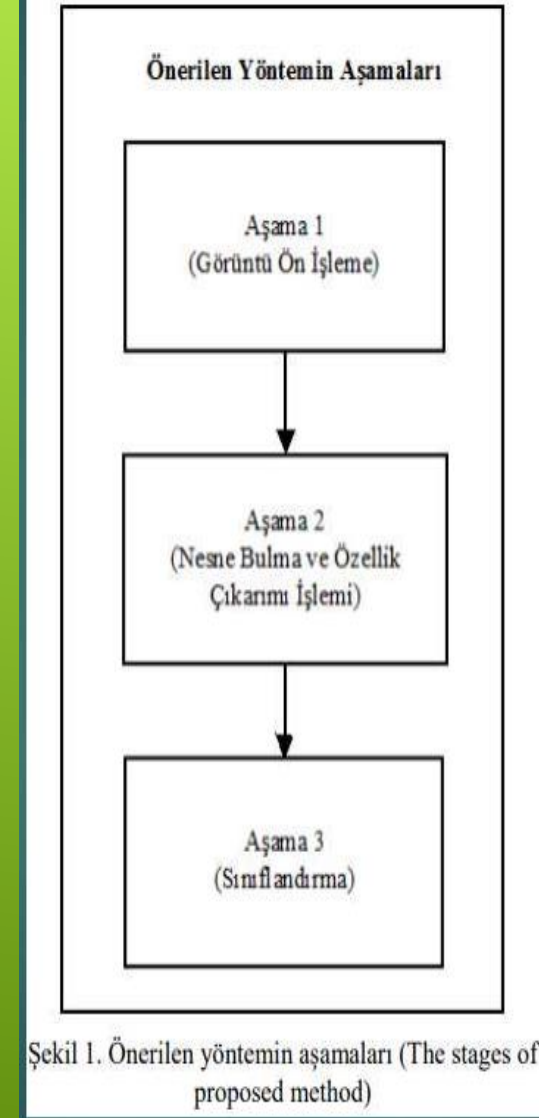 Önerilen Yöntemin Aşamaları
Aşama 1
(Görüntü Ön İşleme)
Aşama 2
(Nesne Bulma ve Özellik
Çıkarımı İşlemi)
Aşama 3
(Sınıflandırma)
Şekil 1. Önerilen yöntemin aşamaları (The stages of
proposed method)